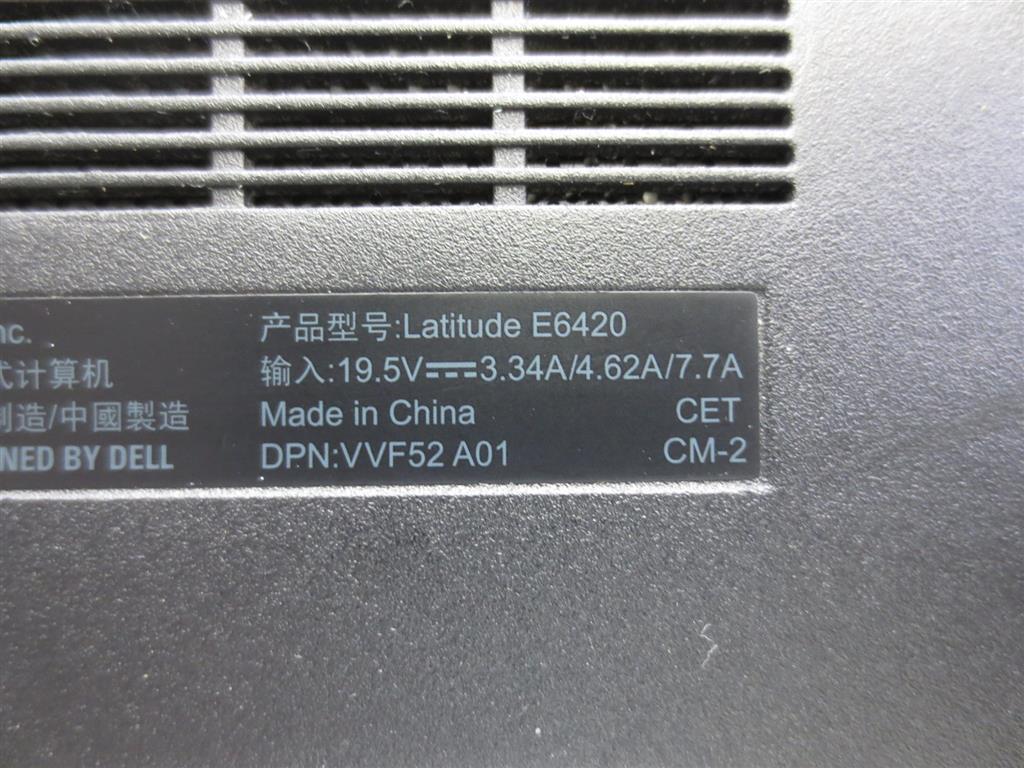 nc. 产品型号:Latitude E6420
式计算机 输入:19.5V⎓3.34A/4.62A/7.7A
制造/中國製造 Made in China CET
NED BY DELL DPN:VVF52 A01 CM-2